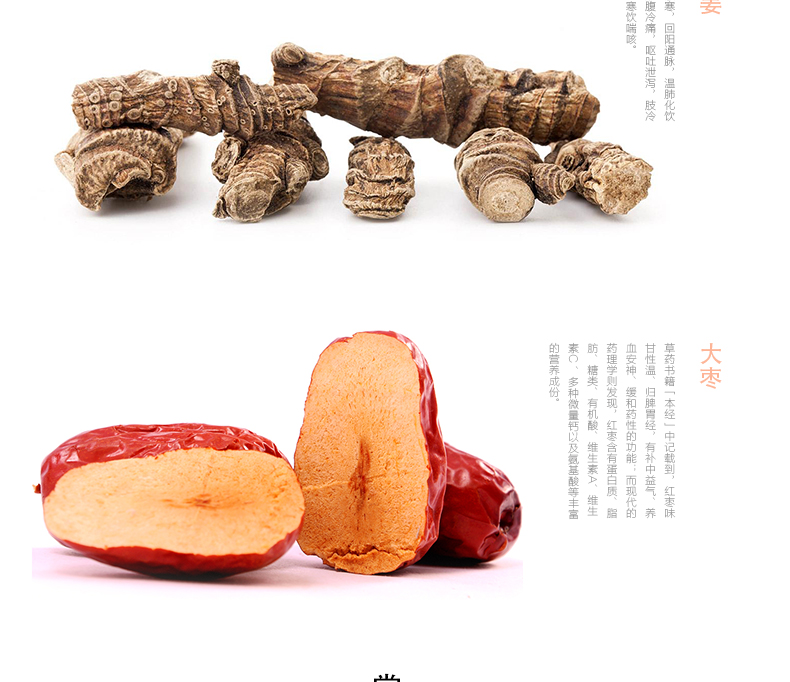 姜
寒，回阳通脉，温肺化饮
腹冷痛，呕吐泄泻，肢冷
寒饮喘咳。
大枣
草药书籍「本经」中记载到，红枣味
甘性温、归脾胃经，有补中益气、养
血安神、缓和药性的功能；而现代的
药理学则发现，红枣含有蛋白质、脂
肪、糖类、有机酸、维生素A、维生
素C、多种微量钙以及氨基酸等丰富
的营养成份。